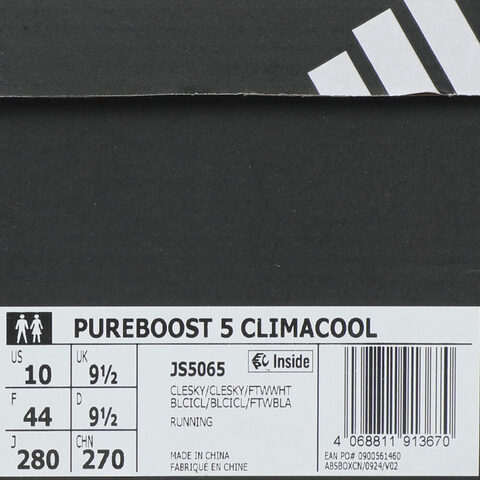 PUREBOOST 5 CLIMACOOL
US 10 UK 9½
F 44 D 9½
J 280 CHN 270
JS5065
Inside
CLESKY/CLESKY/FTWWHT
BLCICL/BLCICL/FTWBLA
RUNNING
MADE IN CHINA
FABRIQUÉ EN CHINE
4 068811 913670
EAN PO# 0900561460
ABSBOXCN/0924/V02